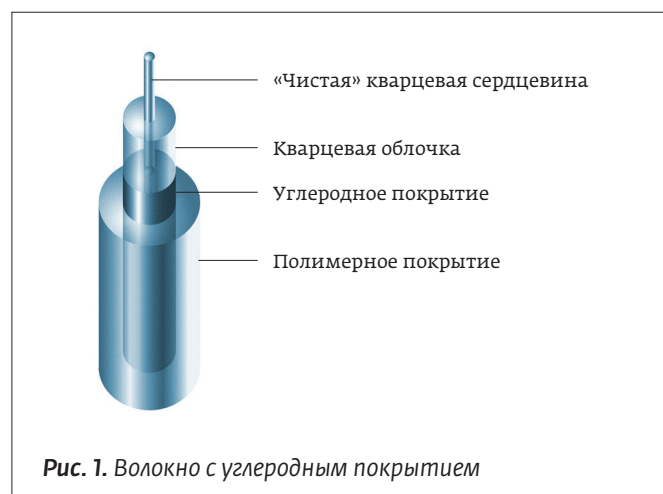 «Чистая» кварцевая сердцевина
Кварцевая облочка
Углеродное покрытие
Полимерное покрытие
Рис. 1. Волокно с углеродным покрытием